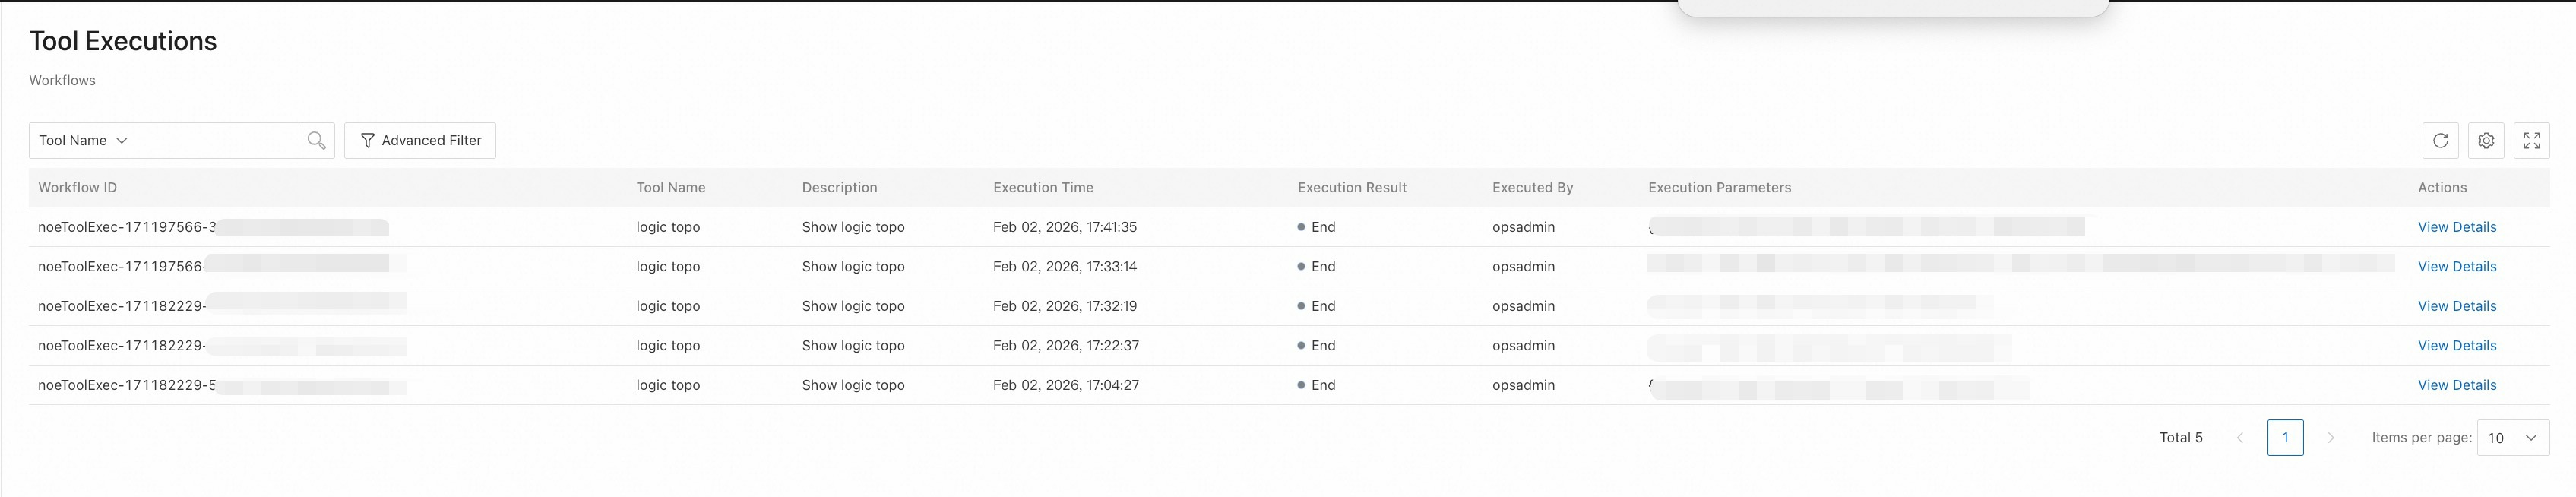 Tool Executions
Workflows
Tool Name Advanced Filter
Workflow ID Tool Name Description Execution Time Execution Result Executed By Execution Parameters Actions
noeToolExec-171197566-3 logic topo Show logic topo Feb 02, 2026, 17:41:35 End opsadmin View Details
noeToolExec-171197566- logic topo Show logic topo Feb 02, 2026, 17:33:14 End opsadmin View Details
noeToolExec-171182229- logic topo Show logic topo Feb 02, 2026, 17:32:19 End opsadmin View Details
noeToolExec-171182229- logic topo Show logic topo Feb 02, 2026, 17:22:37 End opsadmin View Details
noeToolExec-171182229-5 logic topo Show logic topo Feb 02, 2026, 17:04:27 End opsadmin View Details
Total 5 1 Items per page: 10